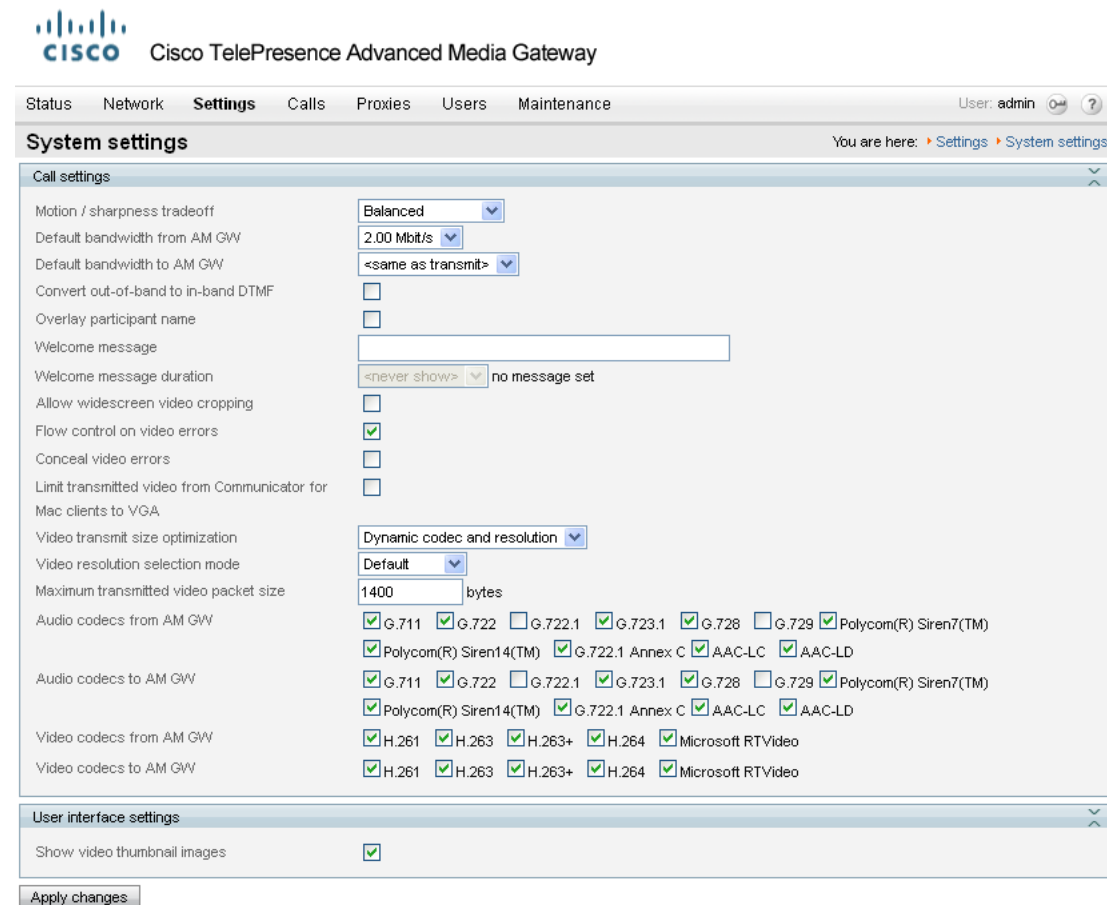 CISCO Cisco TelePresence Advanced Media Gateway
Status Network Settings Calls Proxies Users Maintenance User: admin ?
System settings You are here: Settings System settings
Call settings
Motion / sharpness tradeoff Balanced
Default bandwidth from AM GW 2.00 Mbit/s
Default bandwidth to AM GW <same as transmit>
Convert out-of-band to in-band DTMF
Overlay participant name
Welcome message
Welcome message duration <never show> no message set
Allow widescreen video cropping
Flow control on video errors
Conceal video errors
Limit transmitted video from Communicator for
Mac clients to VGA
Video transmit size optimization Dynamic codec and resolution
Video resolution selection mode Default
Maximum transmitted video packet size 1400 bytes
Audio codecs from AM GW G.711 G.722 G.722.1 G.723.1 G.728 G.729 Polycom(R) Siren7(TM)
Polycom(R) Siren14(TM) G.722.1 Annex C AAC-LC AAC-LD
Audio codecs to AM GW G.711 G.722 G.722.1 G.723.1 G.728 G.729 Polycom(R) Siren7(TM)
Polycom(R) Siren14(TM) G.722.1 Annex C AAC-LC AAC-LD
Video codecs from AM GW H.261 H.263 H.263+ H.264 Microsoft RTVideo
Video codecs to AM GW H.261 H.263 H.263+ H.264 Microsoft RTVideo
User interface settings
Show video thumbnail images
Apply changes